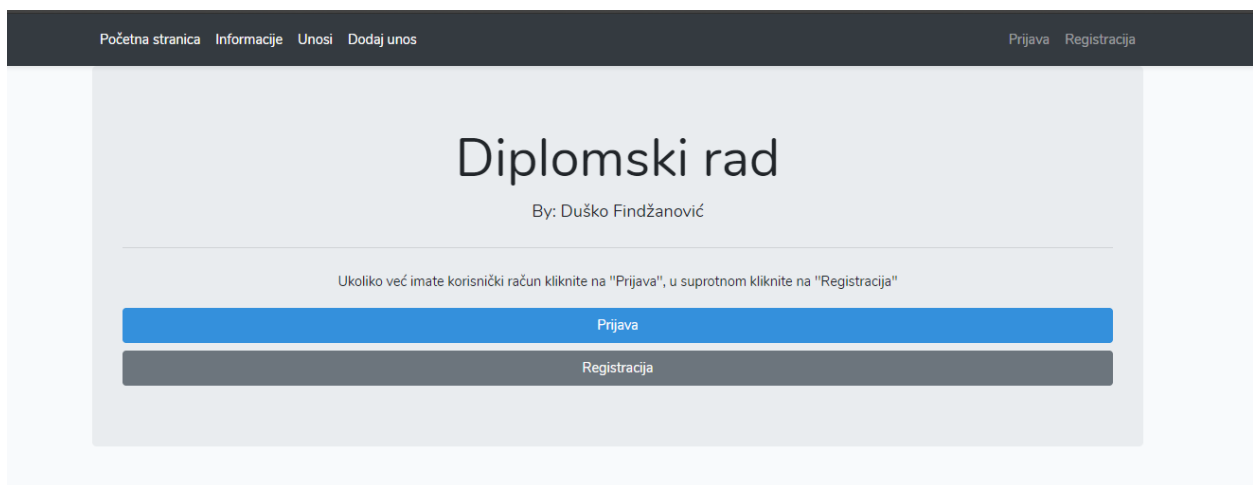 Početna stranica Informacije Unosi Dodaj unos Prijava Registracija
Diplomski rad
By: Duško Findžanović
Ukoliko već imate korisnički račun kliknite na "Prijava", u suprotnom kliknite na "Registracija"
Prijava
Registracija